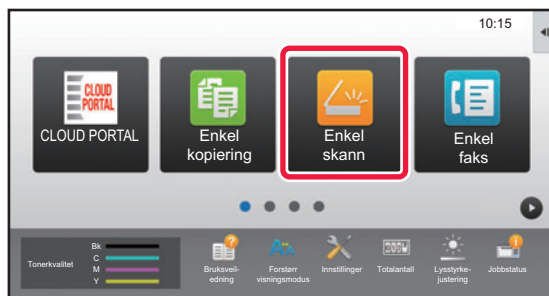 10:15
CLOUD
PORTAL
CLOUD PORTAL
Enkel
kopiering
Enkel
skann
Enkel
faks
Tonerkvalitet
Bk
C
M
Y
Bruksveil-
edning
Forstørr
visningsmodus
Innstillinger
Totalantall
Lysstyrke-
justering
Jobbstatus